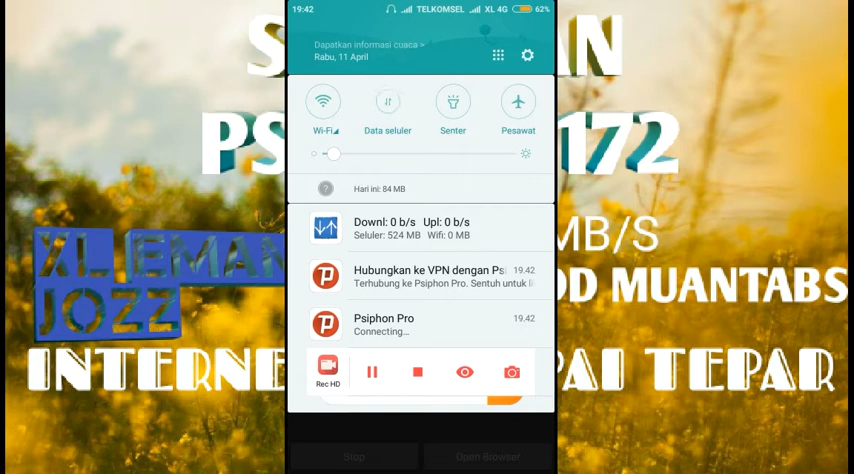 19:42 TELKOMSEL XL 4G 62%
Dapatkan informasi cuaca >
Rabu, 11 April
Wi-Fi Data seluler Senter Pesawat
Hari ini: 84 MB
Downl: 0 b/s Upl: 0 b/s
Seluler: 524 MB Wifi: 0 MB
Hubungkan ke VPN dengan Psi 19.42
Terhubung ke Psiphon Pro. Sentuh untuk
Psiphon Pro 19.42
Connecting...
Rec HD
Stop Open Browser
S AN
PS 172
MB/S
XL EMAN
OD MUANTABS
JOZZ
INTERNE PAI TEPAR